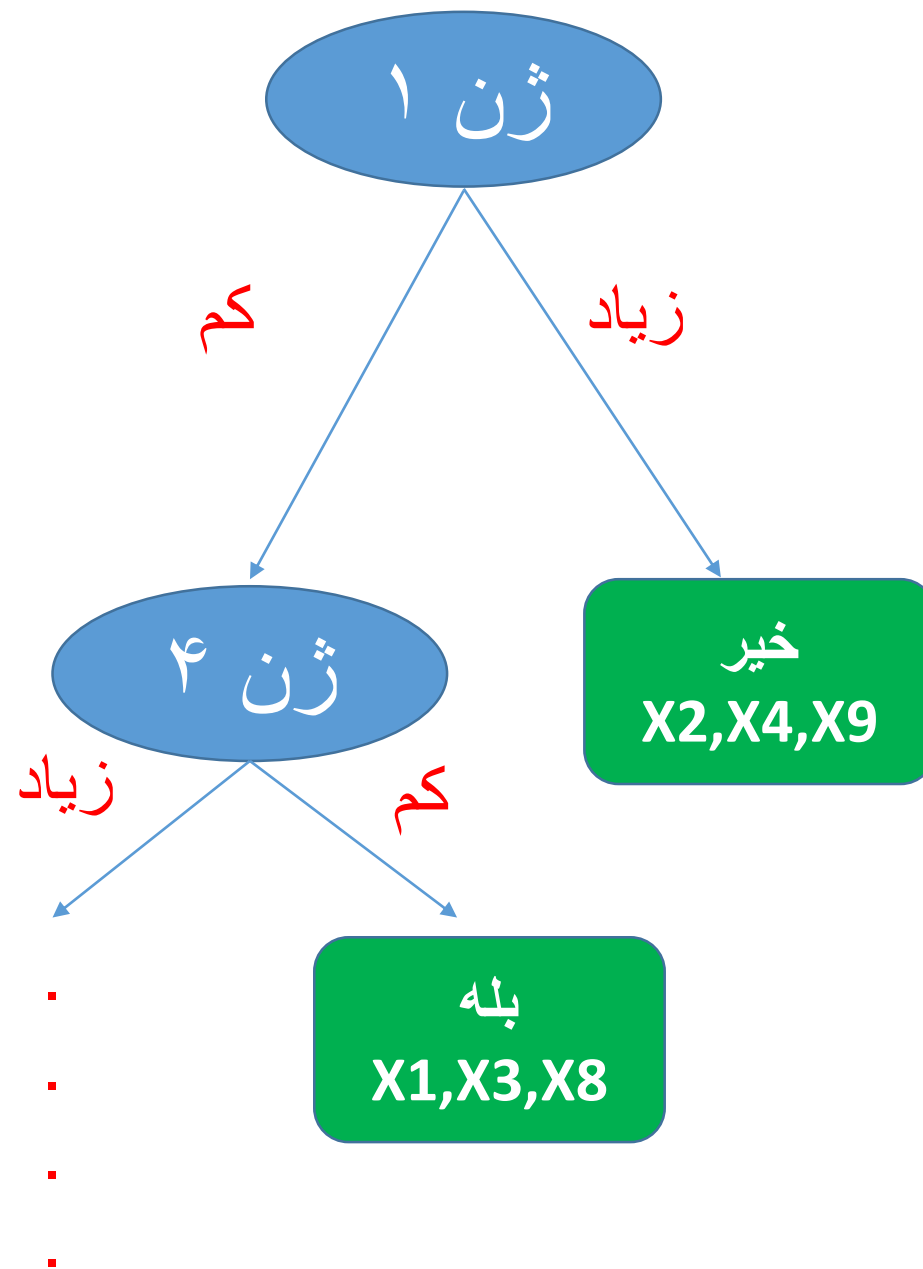 ژن ۱
کم
زیاد
ژن ۴
خیر
X2,X4,X9
زیاد
کم
بله
X1,X3,X8